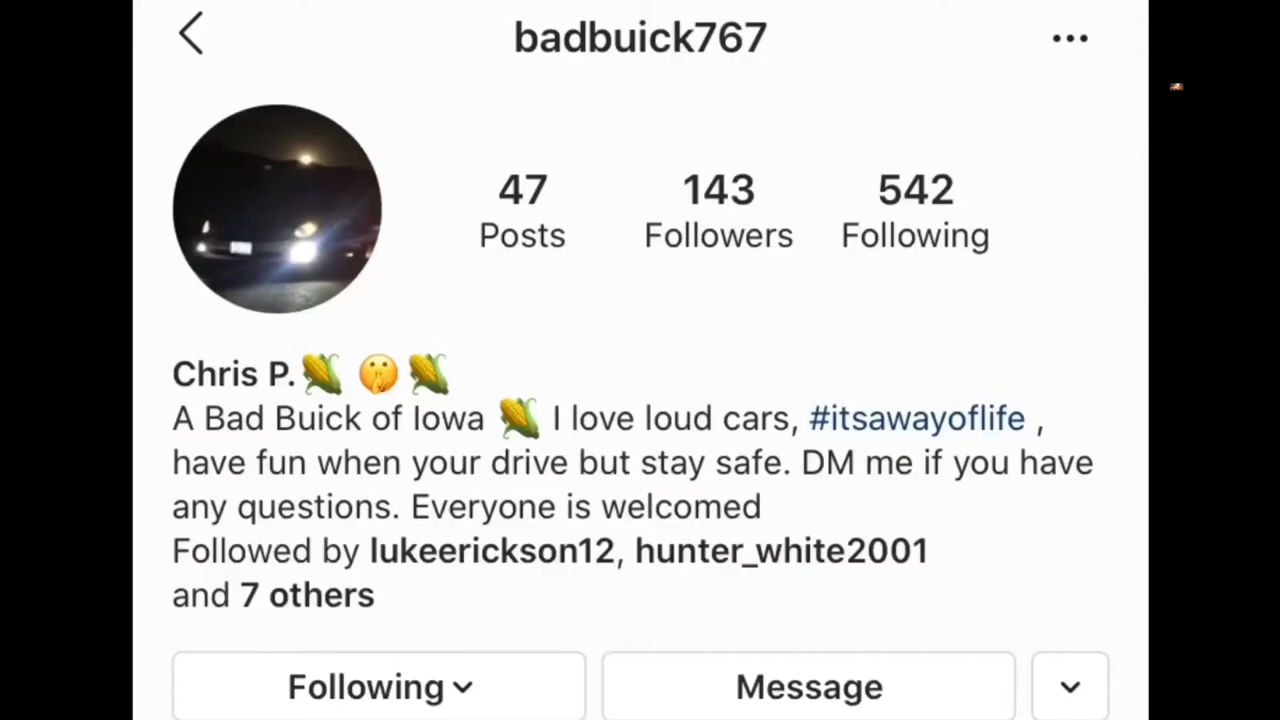 badbuick767
47 143 542
Posts Followers Following
Chris P.🌽 🤫 🌽
A Bad Buick of Iowa 🌽 I love loud cars, #itsawayoflife ,
have fun when your drive but stay safe. DM me if you have
any questions. Everyone is welcomed
Followed by lukeerickson12, hunter_white2001
and 7 others
Following Message